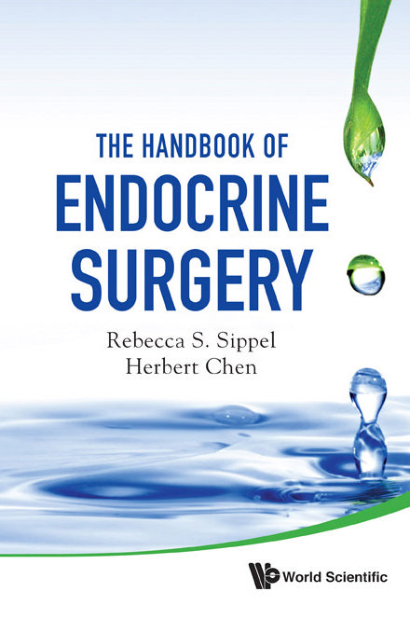 THE HANDBOOK OF
ENDOCRINE
SURGERY
Rebecca S. Sippel
Herbert Chen
World Scientific